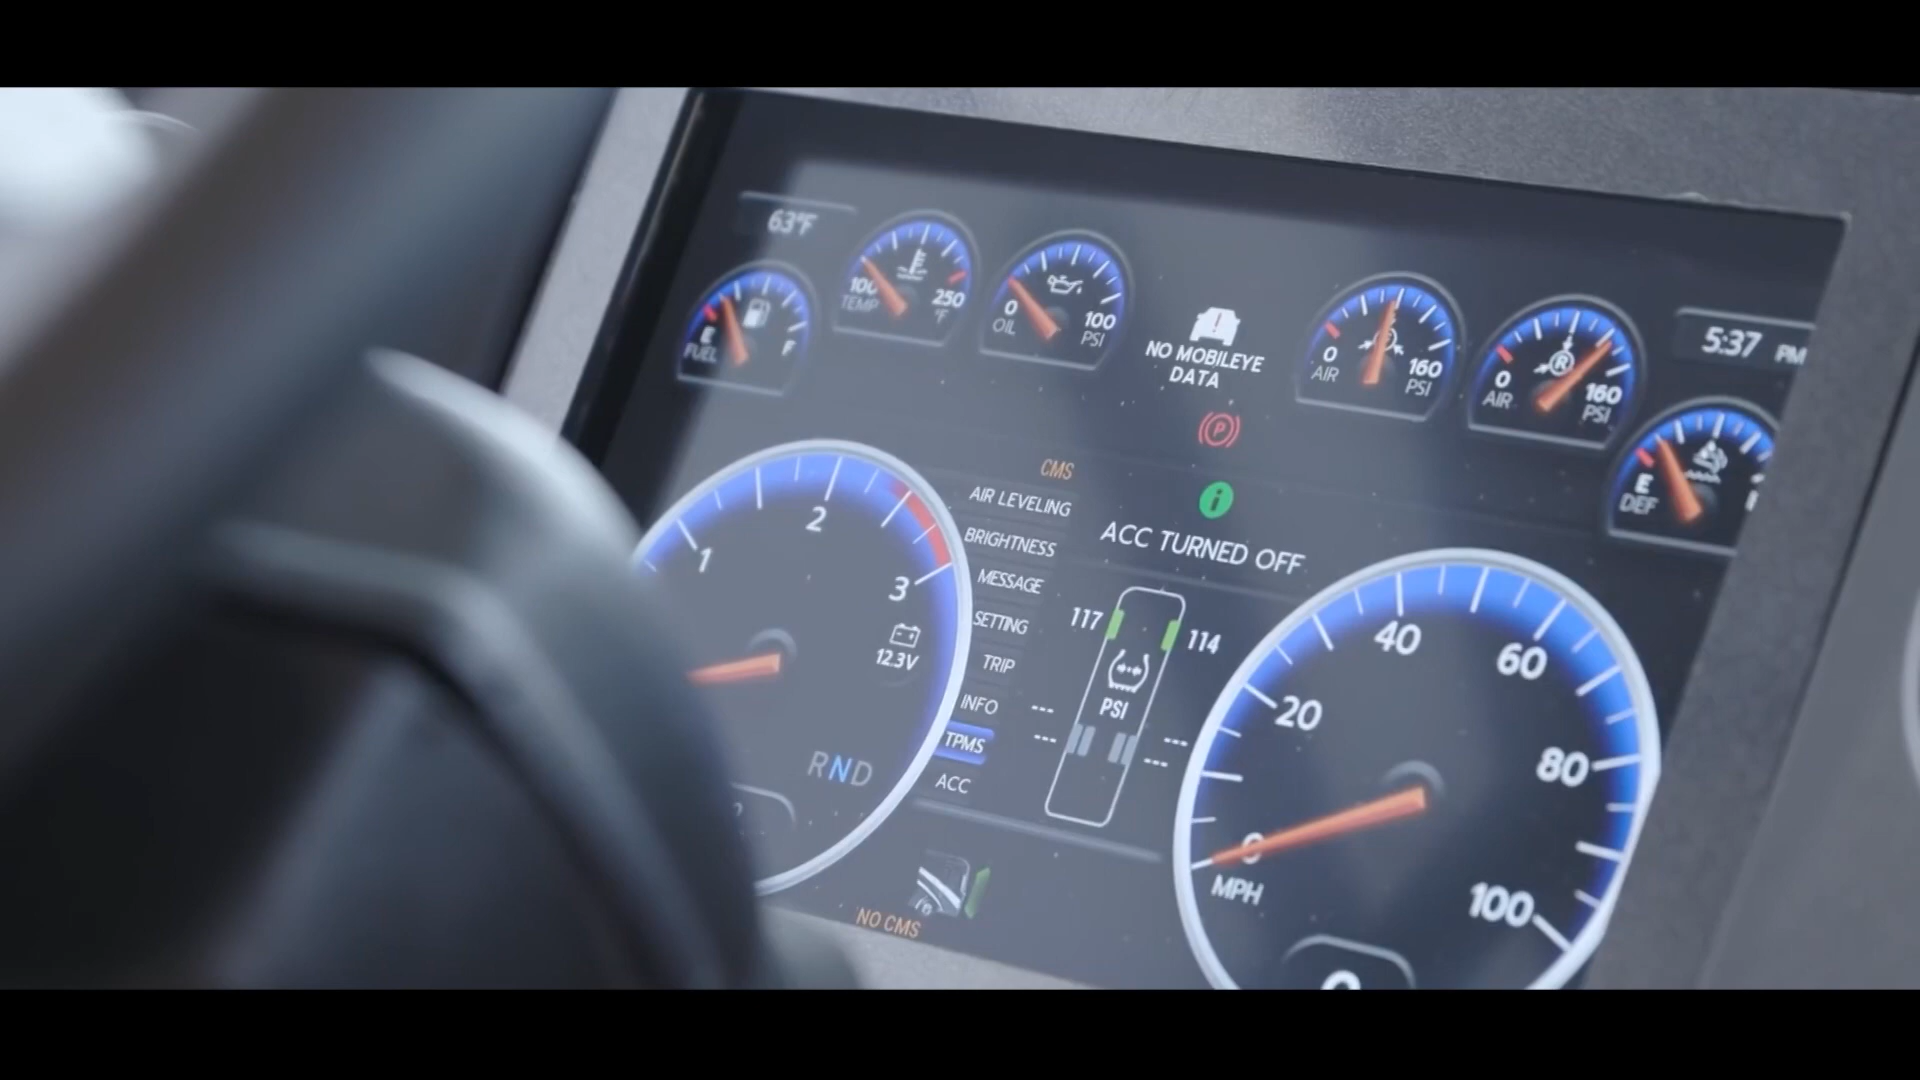 63°F
E
F
FUEL
100
250
TEMP
°F
0
100
OIL
PSI
NO MOBILEYE
DATA
0
160
AIR
PSI
R
0
160
AIR
PSI
5:37 PM
E
DEF
P
i
ACC TURNED OFF
1
2
3
12.3V
RND
CMS
AIR LEVELING
BRIGHTNESS
MESSAGE
SETTING
TRIP
INFO
TPMS
ACC
117
114
PSI
---
---
---
---
NO CMS
0
20
40
60
80
100
MPH
0